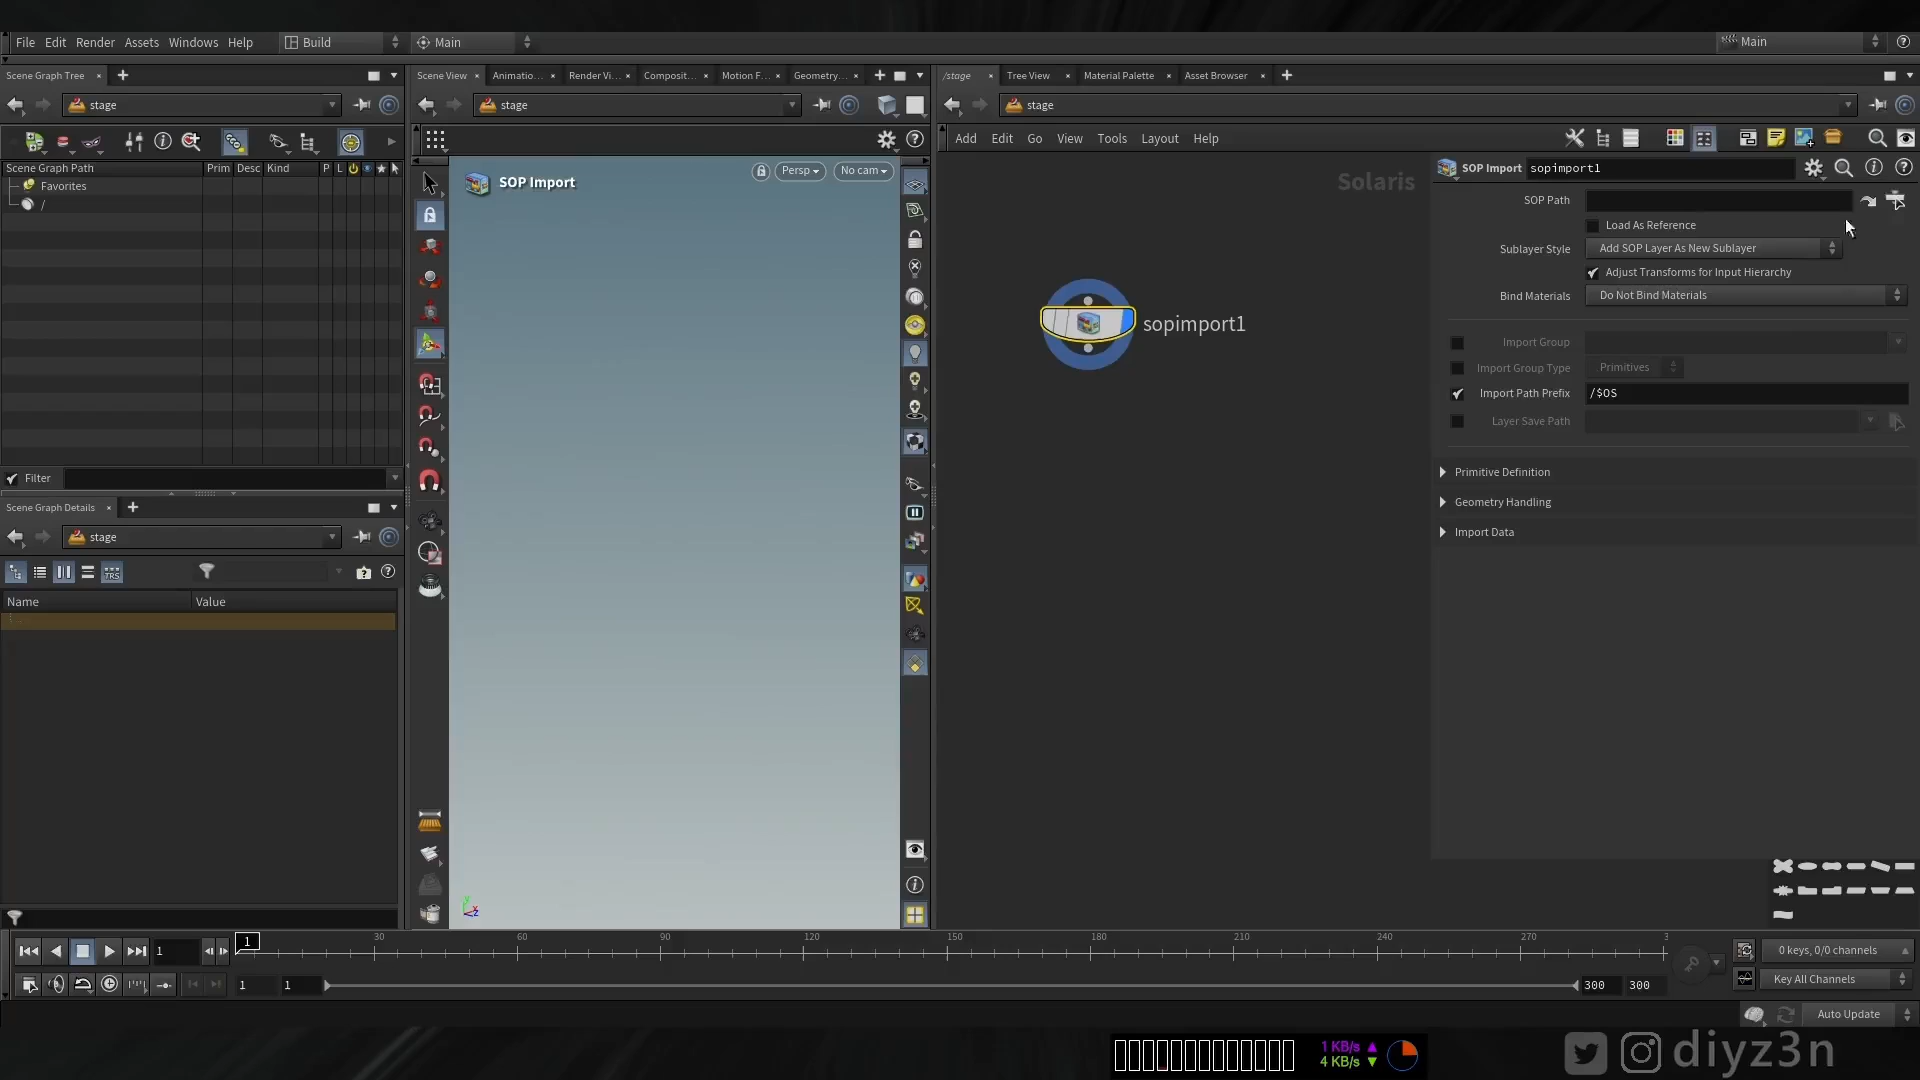 File Edit Render Assets Windows Help Build Main Main
Scene Graph Tree
Scene View Animatio... Render Vi... Composit... Motion F... Geometry...
/stage Tree View Material Palette Asset Browser
stage
stage
stage
Add Edit Go View Tools Layout Help
Scene Graph Path Prim Desc Kind P L
Favorites
/
SOP Import
Persp No cam
Solaris
SOP Import sopimport1
SOP Path
Load As Reference
Sublayer Style Add SOP Layer As New Sublayer
Adjust Transforms for Input Hierarchy
Bind Materials Do Not Bind Materials
Import Group
Import Group Type Primitives
Import Path Prefix /$OS
Layer Save Path
Primitive Definition
Geometry Handling
Import Data
sopimport1
Filter
Scene Graph Details
stage
TRS
Name Value
y x z
1 1 30 60 90 120 150 180 210 240 270 3
0 keys, 0/0 channels
1 1 300 300
Key All Channels
Auto Update
1 KB/s
4 KB/s
diyz3n